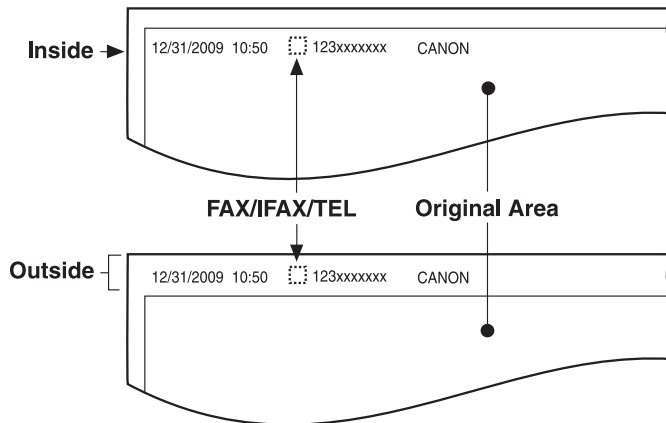 Inside
12/31/2009 10:50 123xxxxxxx CANON
FAX/IFAX/TEL Original Area
Outside
12/31/2009 10:50 123xxxxxxx CANON